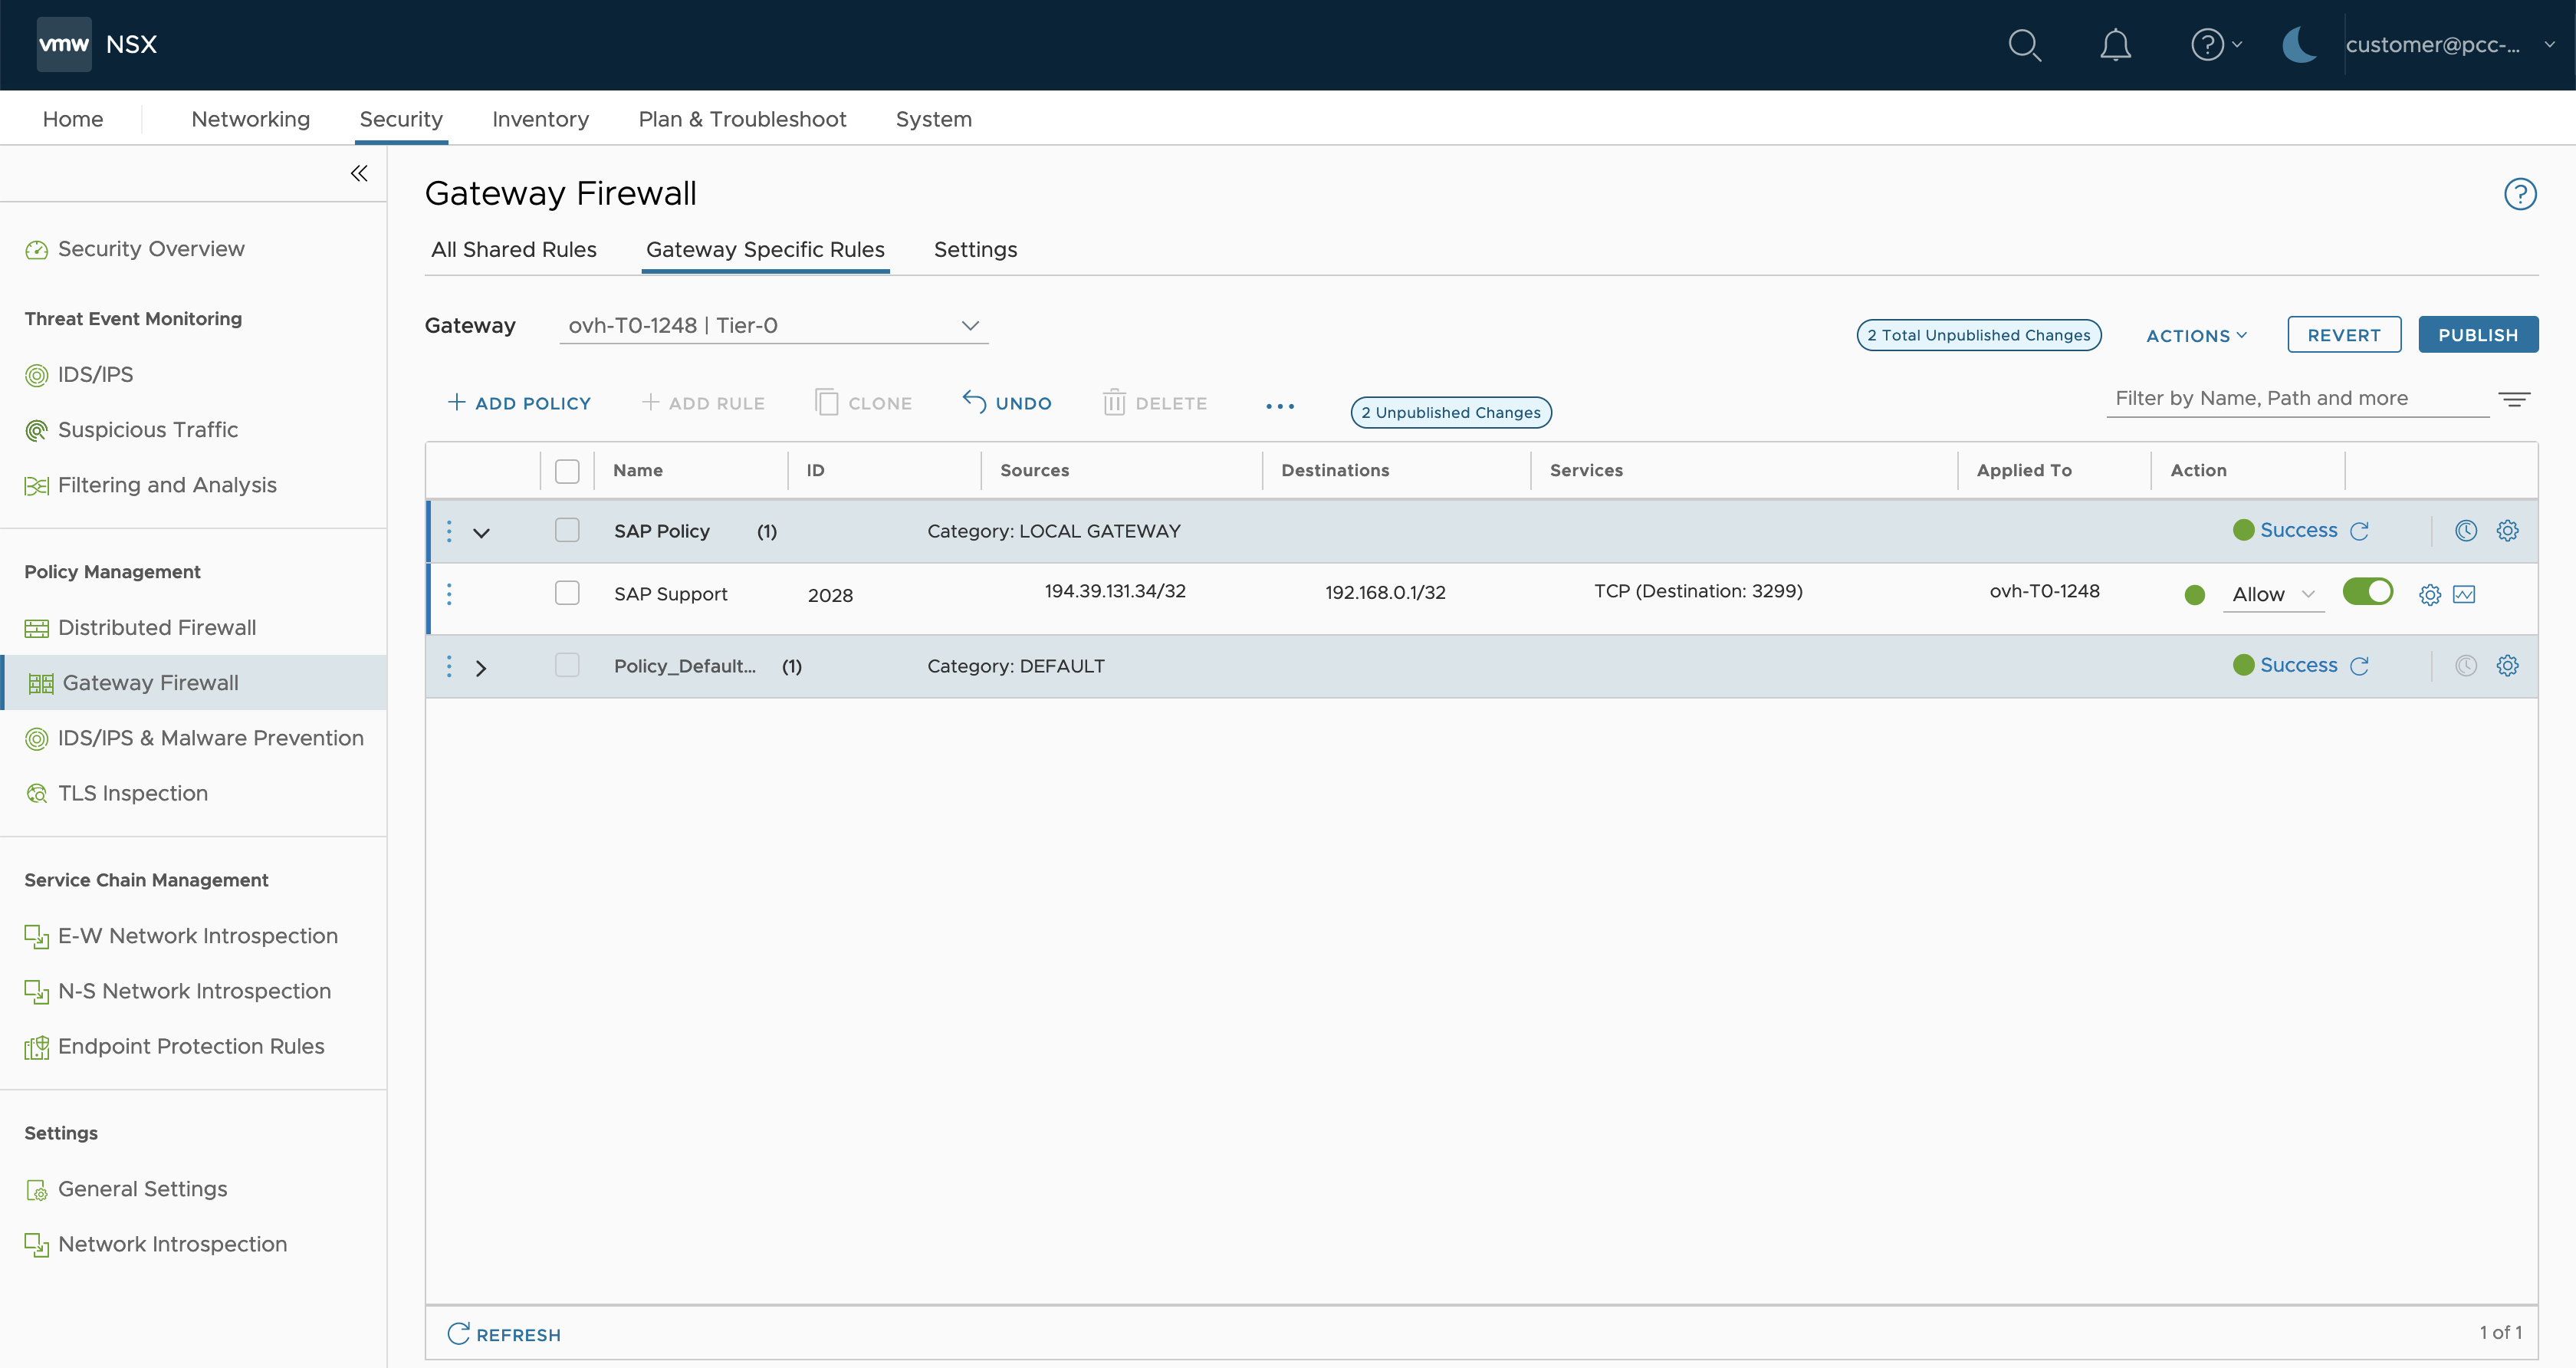 vmw NSX
customer@pcc-...
Home Networking Security Inventory Plan & Troubleshoot System
Security Overview
Threat Event Monitoring
IDS/IPS
Suspicious Traffic
Filtering and Analysis
Policy Management
Distributed Firewall
Gateway Firewall
IDS/IPS & Malware Prevention
TLS Inspection
Service Chain Management
E-W Network Introspection
N-S Network Introspection
Endpoint Protection Rules
Settings
General Settings
Network Introspection
Gateway Firewall
All Shared Rules Gateway Specific Rules Settings
Gateway ovh-T0-1248 | Tier-0 2 Total Unpublished Changes ACTIONS REVERT PUBLISH
ADD POLICY ADD RULE CLONE UNDO DELETE ... 2 Unpublished Changes Filter by Name, Path and more
Name ID Sources Destinations Services Applied To Action
SAP Policy (1) Category: LOCAL GATEWAY Success
SAP Support 2028 194.39.131.34/32 192.168.0.1/32 TCP (Destination: 3299) ovh-T0-1248 Allow
Policy_Default... (1) Category: DEFAULT Success
REFRESH 1 of 1